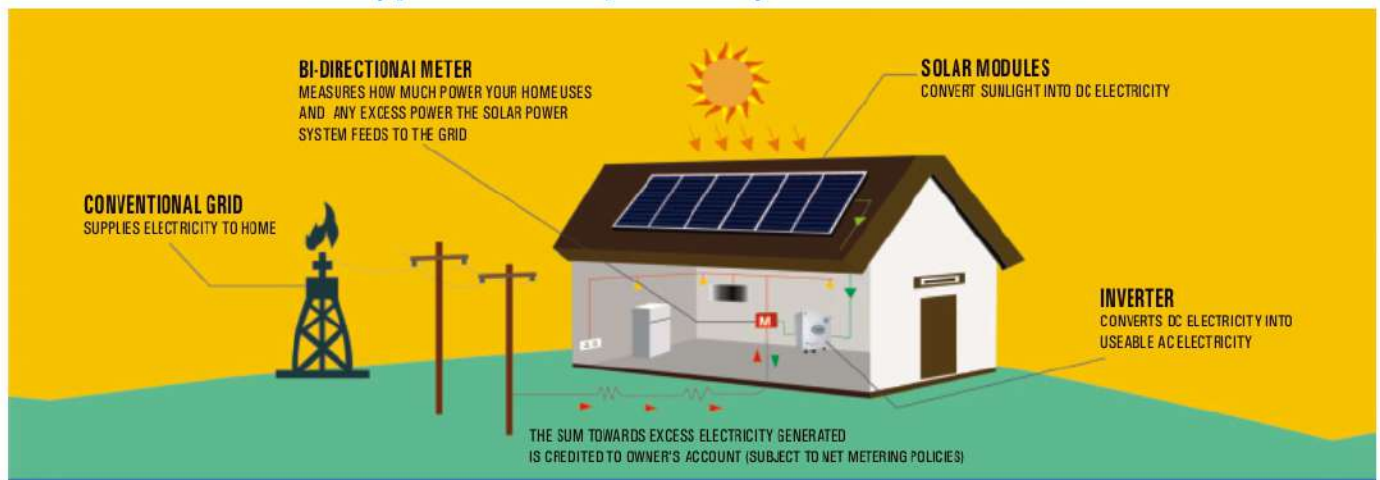 BI-DIRECTIONAl METER
MEASURES HOW MUCH POWER YOUR HOME USES
AND ANY EXCESS POWER THE SOLAR POWER
SYSTEM FEEDS TO THE GRID
SOLAR MODULES
CONVERT SUNLIGHT INTO DC ELECTRICITY
CONVENTIONAL GRID
SUPPLIES ELECTRICITY TO HOME
M
INVERTER
CONVERTS DC ELECTRICITY INTO
USEABLE AC ELECTRICITY
THE SUM TOWARDS EXCESS ELECTRICITY GENERATED
IS CREDITED TO OWNER'S ACCOUNT (SUBJECT TO NET METERING POLICIES)